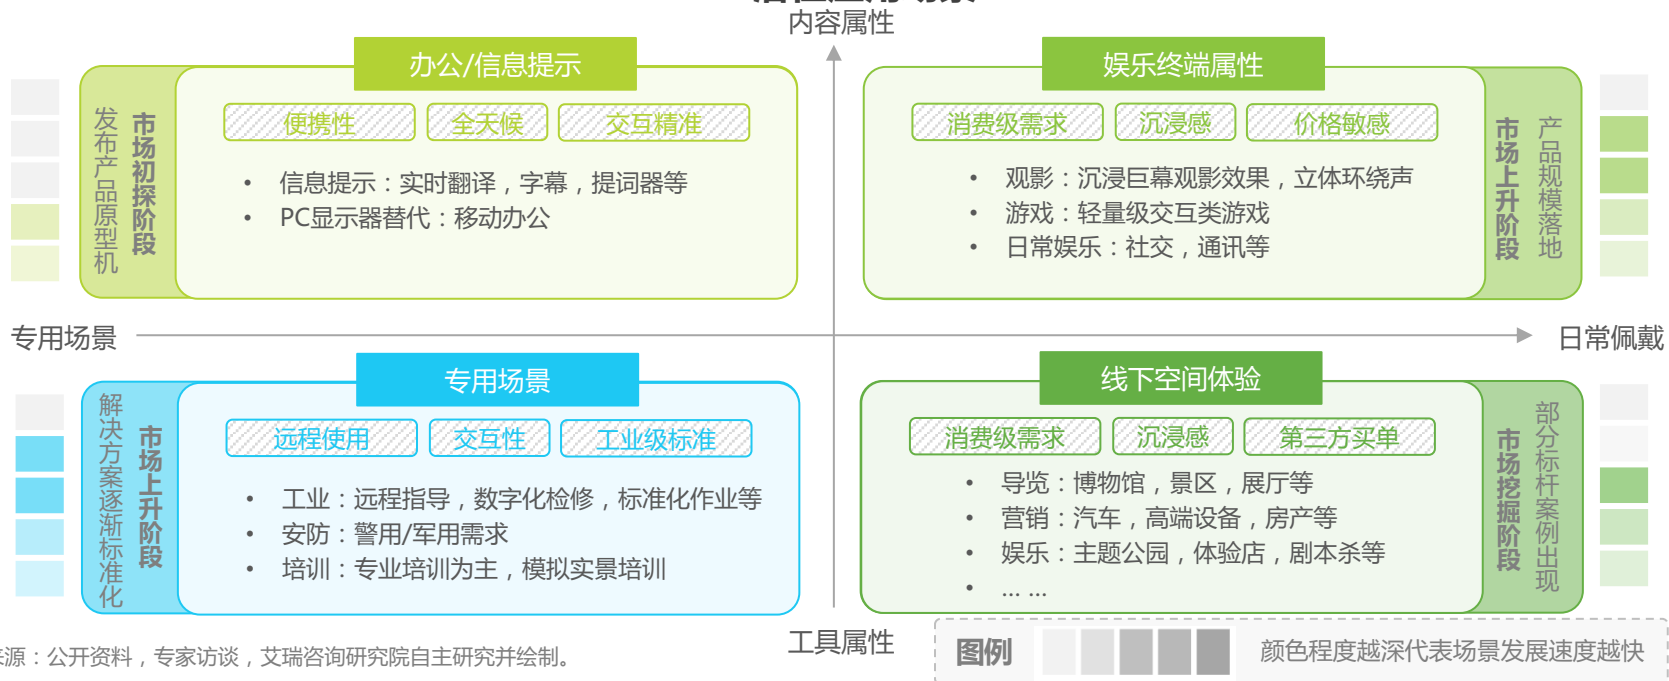 内容属性
办公/信息提示
便携性 全天候 交互精准
• 信息提示：实时翻译，字幕，提词器等
• PC显示器替代：移动办公
市场初探阶段
发布产品原型机
娱乐终端属性
消费级需求 沉浸感 价格敏感
• 观影：沉浸巨幕观影效果，立体环绕声
• 游戏：轻量级交互类游戏
• 日常娱乐：社交，通讯等
市场上升阶段
产品规模落地
专用场景
日常佩戴
专用场景
远程使用 交互性 工业级标准
• 工业：远程指导，数字化检修，标准化作业等
• 安防：警用/军用需求
• 培训：专业培训为主，模拟实景培训
市场上升阶段
解决方案逐渐标准化
线下空间体验
消费级需求 沉浸感 第三方买单
• 导览：博物馆，景区，展厅等
• 营销：汽车，高端设备，房产等
• 娱乐：主题公园，体验店，剧本杀等
• … …
市场挖掘阶段
部分标杆案例出现
工具属性
图例 颜色程度越深代表场景发展速度越快
源：公开资料，专家访谈，艾瑞咨询研究院自主研究并绘制。